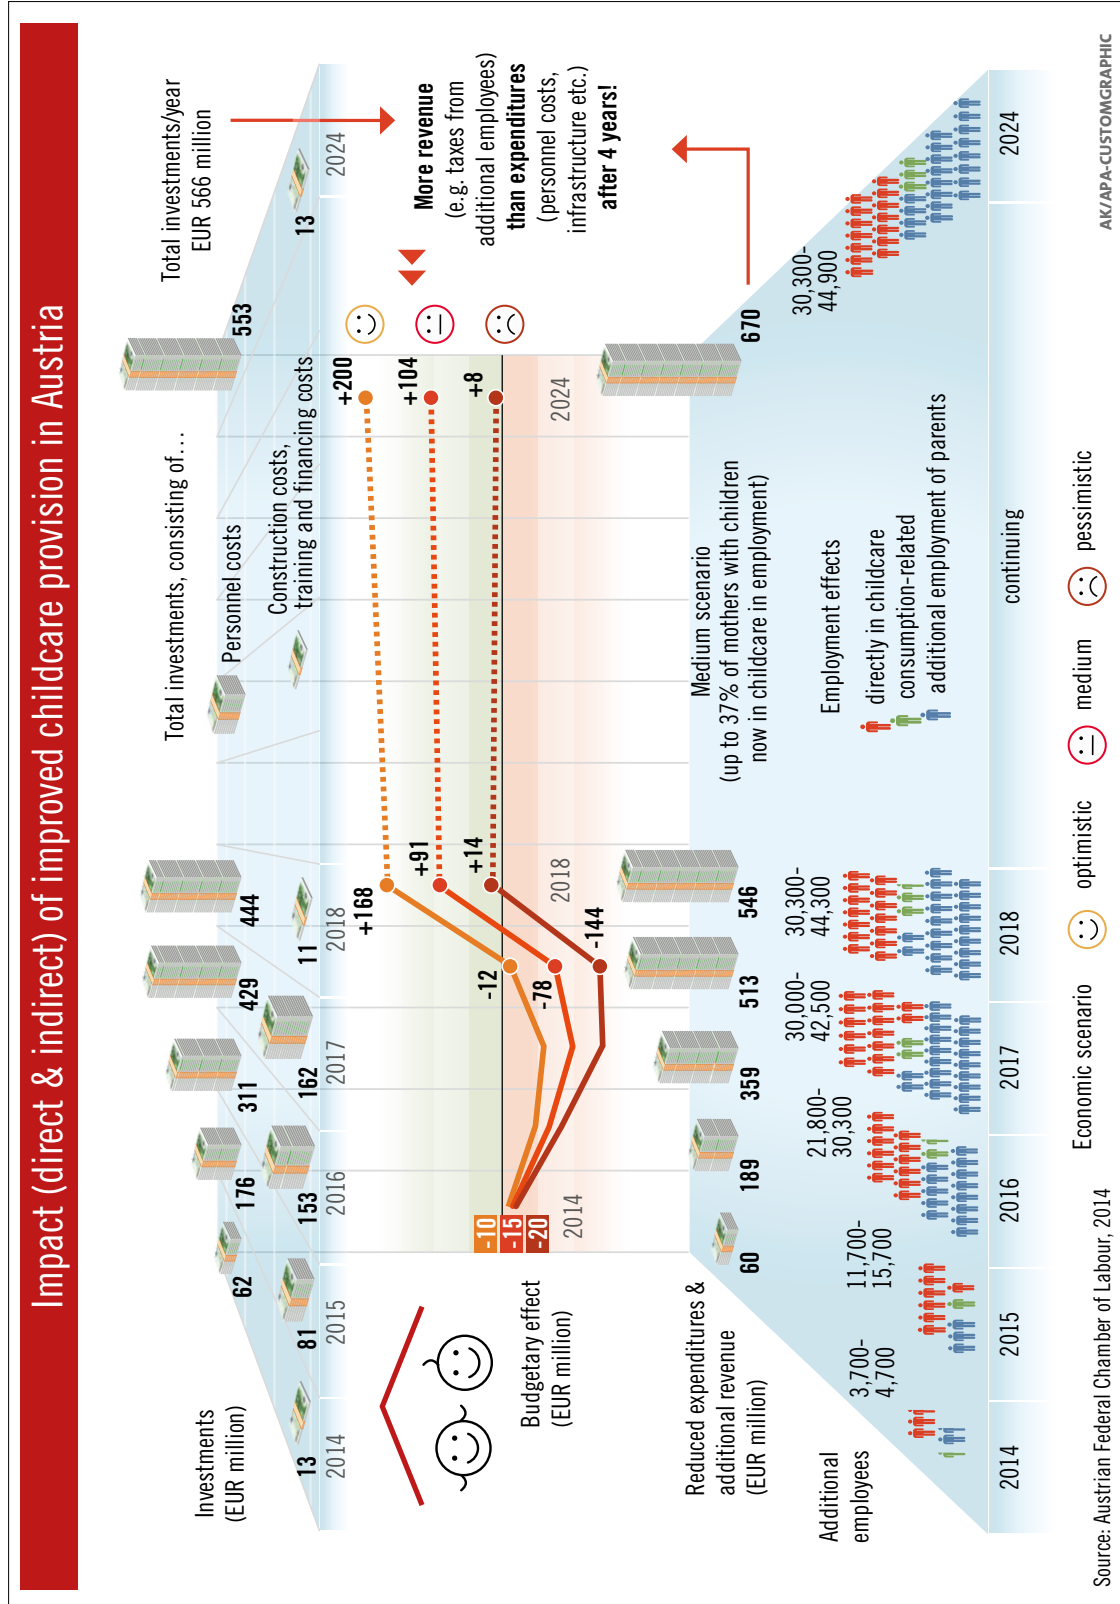 Impact (direct & indirect) of improved childcare provision in Austria
Investments
(EUR million)
62
176
311
429
444
13
81
153
162
11
2014
2015
2016
2017
2018
Total investments, consisting of…
Personnel costs
Construction costs,
training and financing costs
553
13
2024
Total investments/year
EUR 566 million
Budgetary effect
(EUR million)
-10
-15
-20
2014
-12
-78
-144
+168
+91
+14
2018
+200
+104
+8
2024
More revenue
(e.g. taxes from
additional employees)
than expenditures
(personnel costs,
infrastructure etc.)
after 4 years!
Reduced expenditures &
additional revenue
(EUR million)
60
189
359
513
546
670
Medium scenario
(up to 37% of mothers with children
now in childcare in employment)
Additional
employees
3,700-
4,700
11,700-
15,700
21,800-
30,300
30,000-
42,500
30,300-
44,300
30,300-
44,900
Employment effects
directly in childcare
consumption-related
additional employment of parents
2014
2015
2016
2017
2018
continuing
2024
Economic scenario
optimistic
medium
pessimistic
Source: Austrian Federal Chamber of Labour, 2014
AK/APA-CUSTOMGRAPHIC